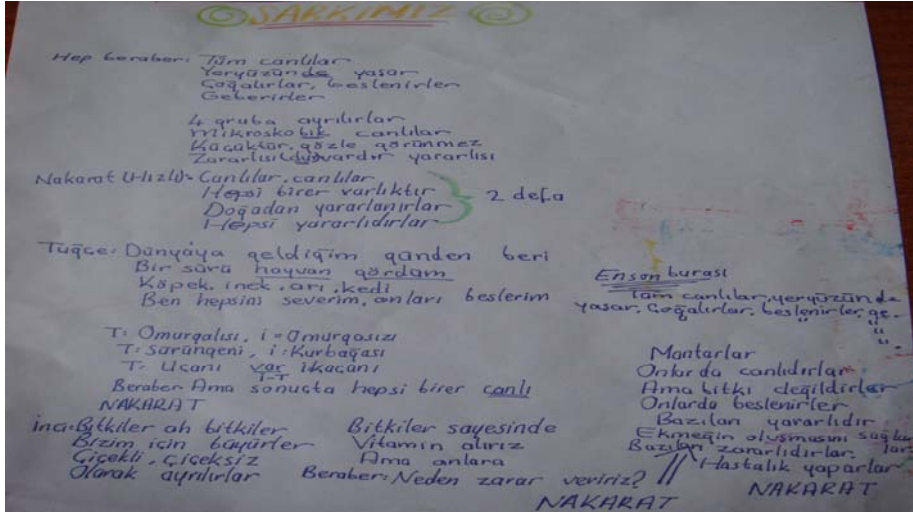 ŞARKIMIZ
Hep beraber: Tüm canlılar
Yeryüzünde yaşar
Çoğalırlar, beslenirler
Geberirler
4 gruba ayrılırlar
Mikroskobik canlılar
Küçüktür, gözle görünmez
Zararlısı vardır yararlısı
Nakarat (Hızlı): Canlılar, canlılar
Hepsi birer varlıktır
Doğadan yararlanırlar
Hepsi yararlıdırlar
2 defa
Tuğçe: Dünyaya geldiğim günden beri
Bir sürü hayvan gördüm
Köpek, inek, arı, kedi
Ben hepsini severim, onları beslerim
T: Omurgalısı, i = Omurgasızı
T: Sürüngeni, i: Kurbağası
T: Uçanı var i kaçanı
i-T
Beraber: Ama sonuçta hepsi birer canlı
NAKARAT
inci: Bitkiler ah bitkiler
Bizim için büyürler
Çiçekli, çiçeksiz
Olarak ayrılırlar
Bitkiler sayesinde
Vitamin alırız
Ama onlara
Beraber: Neden zarar veririz?
NAKARAT
En son burası
Tüm canlılar, yeryüzünde
yaşar, Çoğalırlar, beslenirler, ge..
Mantarlar
Onlar da canlıdırlar
Ama bitki değildirler
Onlarda beslenirler
Bazıları yararlıdır
Ekmeğin oluşmasını sağlar
lar
Bazıları zararlıdırlar
Hastalık yaparlar
NAKARAT